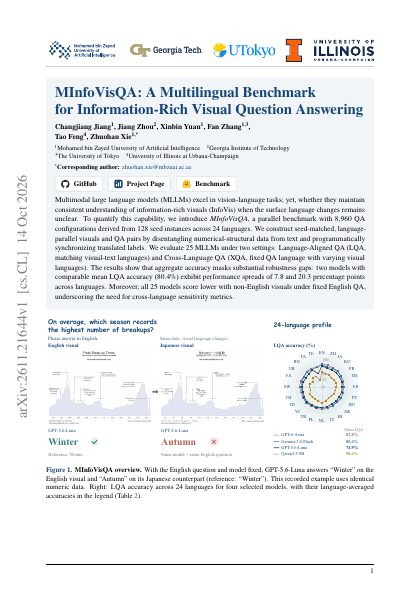 Mohamed bin Zayed
University of
Artificial Intelligence
Georgia Tech
UTokyo
UNIVERSITY OF
ILLINOIS
URBANA-CHAMPAIGN
MInfoVisQA: A Multilingual Benchmark
for Information-Rich Visual Question Answering
Changjiang Jiang1, Jiang Zhou2, Xinbin Yuan1, Fan Zhang1,3,
Tao Feng4, Zhuohan Xie1,*
1Mohamed bin Zayed University of Artificial Intelligence 2Georgia Institute of Technology
3The University of Tokyo 4University of Illinois at Urbana-Champaign
*Corresponding author: zhuohan.xie@mbzuai.ac.ae
GitHub Project Page Benchmark
Multimodal large language models (MLLMs) excel in vision-language tasks; yet, whether they
maintain consistent understanding of information-rich visuals (InfoVis) when the surface language changes remains
unclear. To quantify this capability, we introduce MInfoVisQA, a parallel benchmark with 8,960 QA
configurations derived from 128 seed instances across 24 languages. We construct seed-matched, language-
parallel visuals and QA pairs by disentangling numerical-structural data from text and programmatically
synchronizing translated labels. We evaluate 25 MLLMs under two settings: Language-Aligned QA (LQA,
matching visual-text languages) and Cross-Language QA (XQA, fixed QA language with varying visual
languages). The results show that aggregate accuracy masks substantial robustness gaps: two models with
comparable mean LQA accuracy (80.4%) exhibit performance spreads of 7.8 and 20.3 percentage points
across languages. Moreover, all 25 models score lower with non-English visuals under fixed English QA,
underscoring the need for cross-language sensitivity metrics.
arXiv:2611.21644v1 [cs.CL] 14 Oct 2026
On average, which season records
the highest number of breakups?
Please answer in English
English visual
Same data, visual language changes
Japanese visual
Peak Break-up Times
GPT-5.6-Luna
Winter
Reference: Winter
GPT-5.6-Luna
Autumn
Same model + same English question
24-language profile
LQA accuracy (%)
Mean LQA
GPT-6-Astra
Gemini-3.6-Flash
GPT-5.6-Luna
Figure 1. MInfoVisQA overview. With the English question and model fixed, GPT-5.6-Luna answers “Winter” on the
English visual and “Autumn” on its Japanese counterpart (reference: “Winter”). This recorded example uses identical
numeric data. Right: LQA accuracy across 24 languages for four selected models, with their language-averaged
accuracies in the legend (Table 2).
1